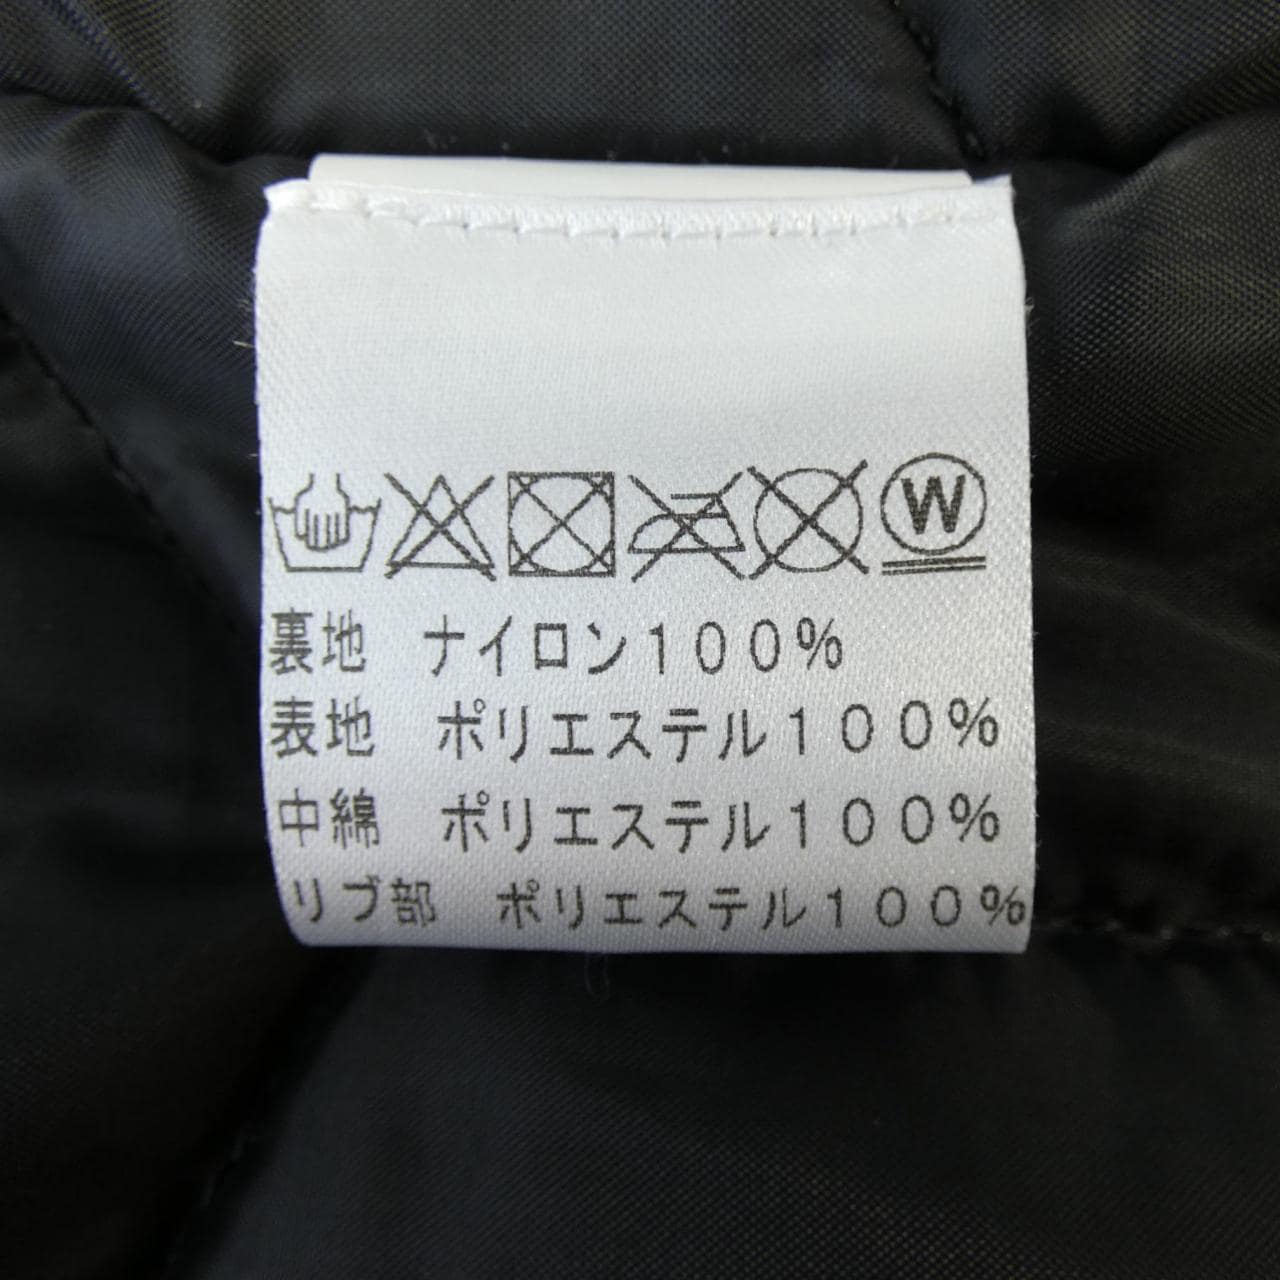 W
裏地 ナイロン100%
表地 ポリエステル100%
中綿 ポリエステル100%
リブ部 ポリエステル100%